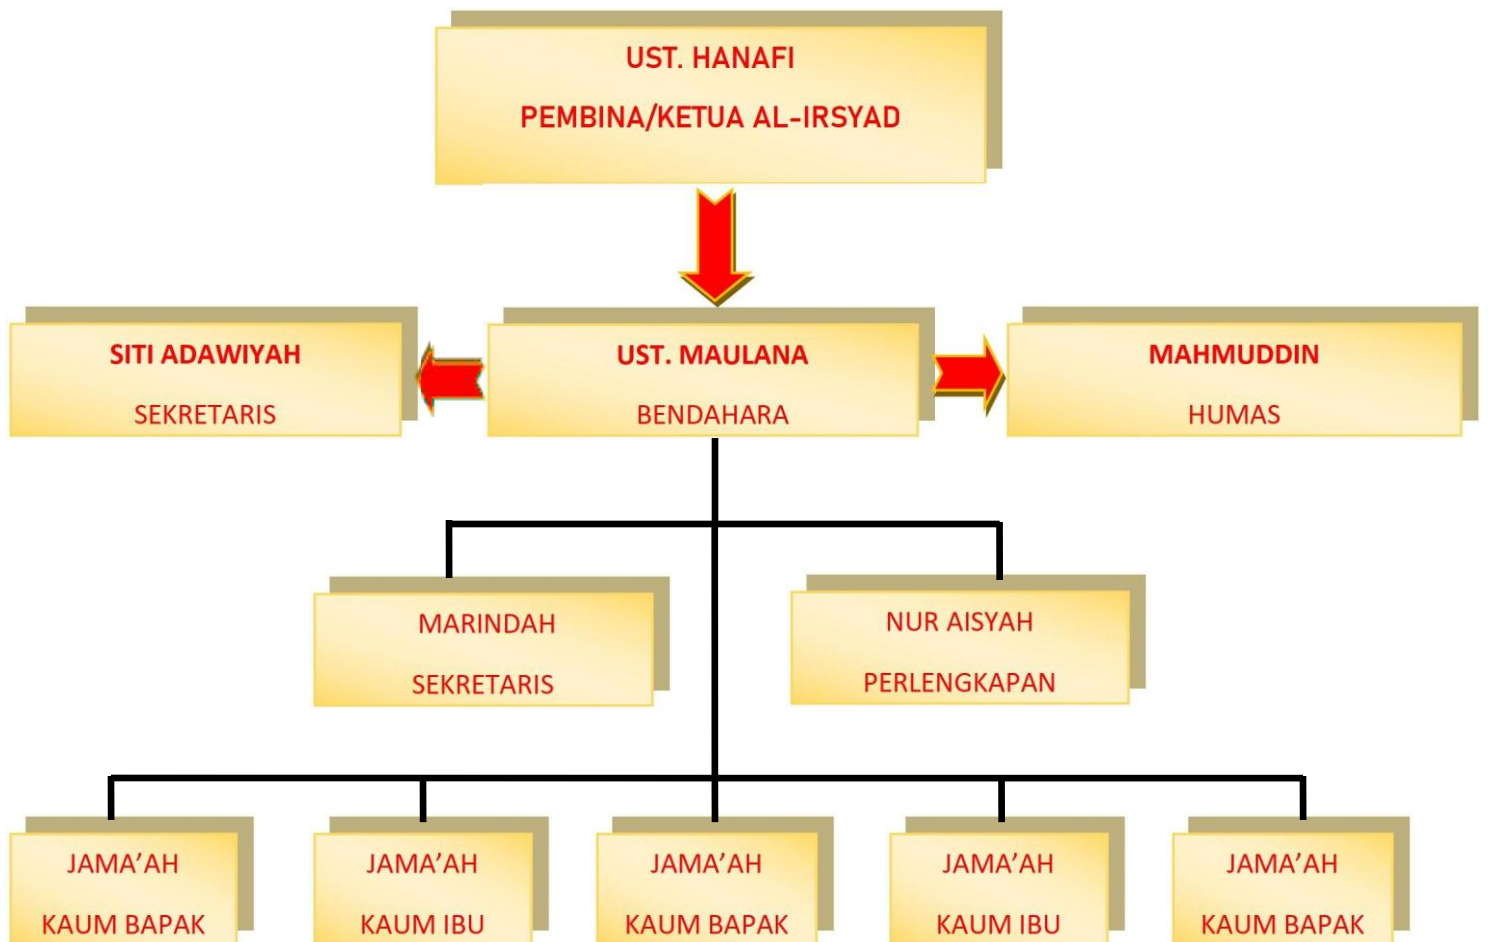 UST. HANAFI
PEMBINA/KETUA AL-IRSYAD
SITI ADAWIYAH
SEKRETARIS
UST. MAULANA
BENDAHARA
MAHMUDDIN
HUMAS
MARINDAH
SEKRETARIS
NUR AISYAH
PERLENGKAPAN
JAMA’AH
KAUM BAPAK
JAMA’AH
KAUM IBU
JAMA’AH
KAUM BAPAK
JAMA’AH
KAUM IBU
JAMA’AH
KAUM BAPAK